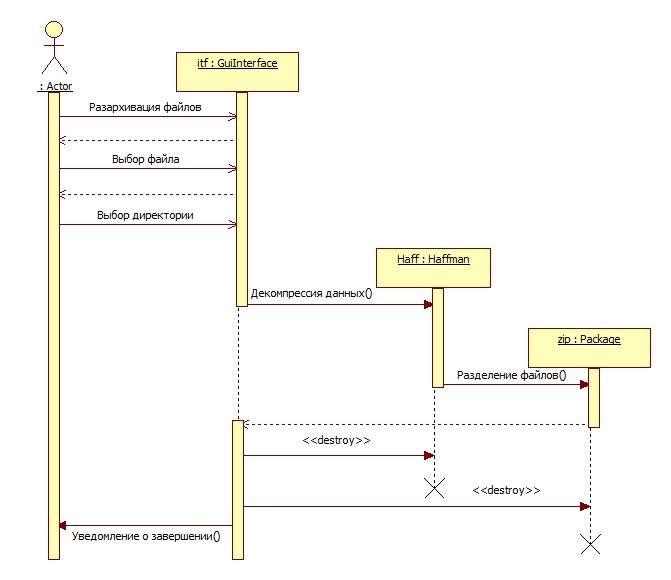 itf : GuiInterface
: Actor
Разархивация файлов
Выбор файла
Выбор директории
Haff : Haffman
Декомпрессия данных()
zip : Package
Разделение файлов()
<<destroy>>
<<destroy>>
Уведомление о завершении()